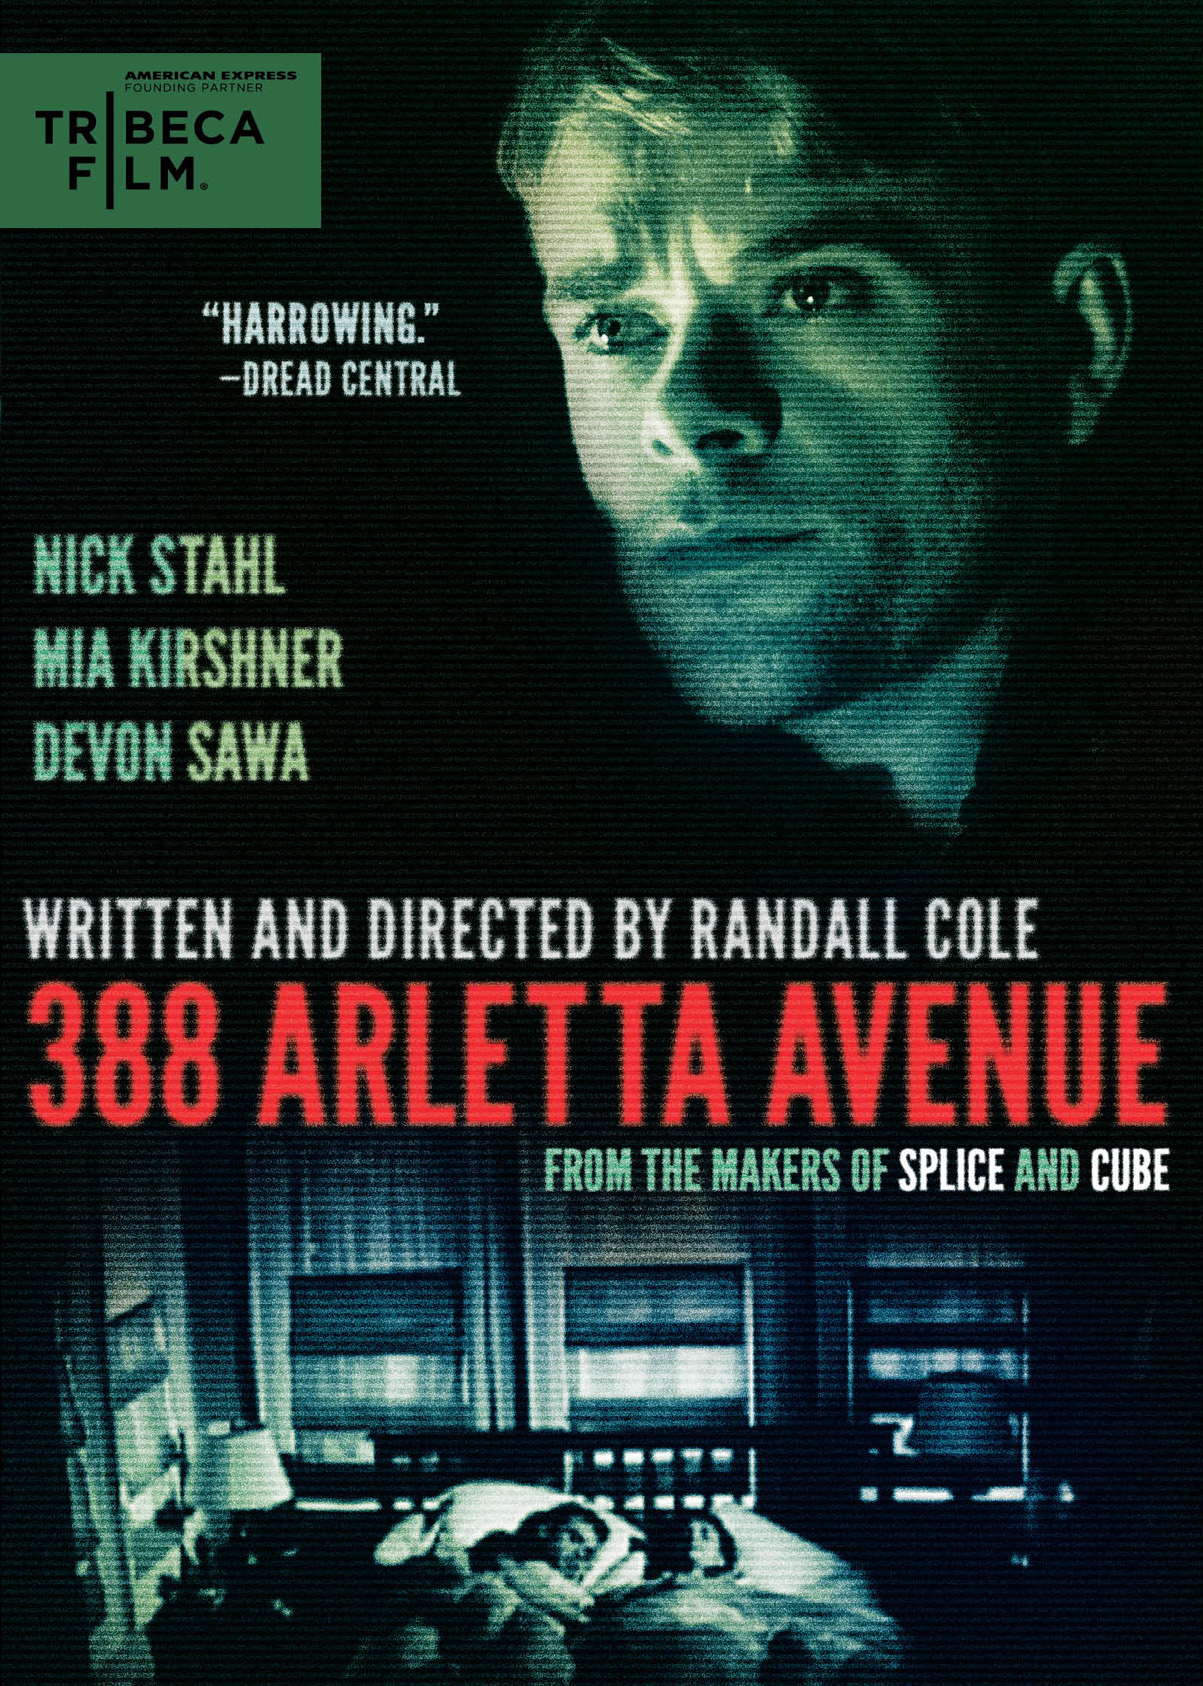 AMERICAN EXPRESS
FOUNDING PARTNER
TRIBECA
FILM®
“HARROWING.”
–DREAD CENTRAL
NICK STAHL
MIA KIRSHNER
DEVON SAWA
WRITTEN AND DIRECTED BY RANDALL COLE
388 ARLETTA AVENUE
FROM THE MAKERS OF SPLICE AND CUBE